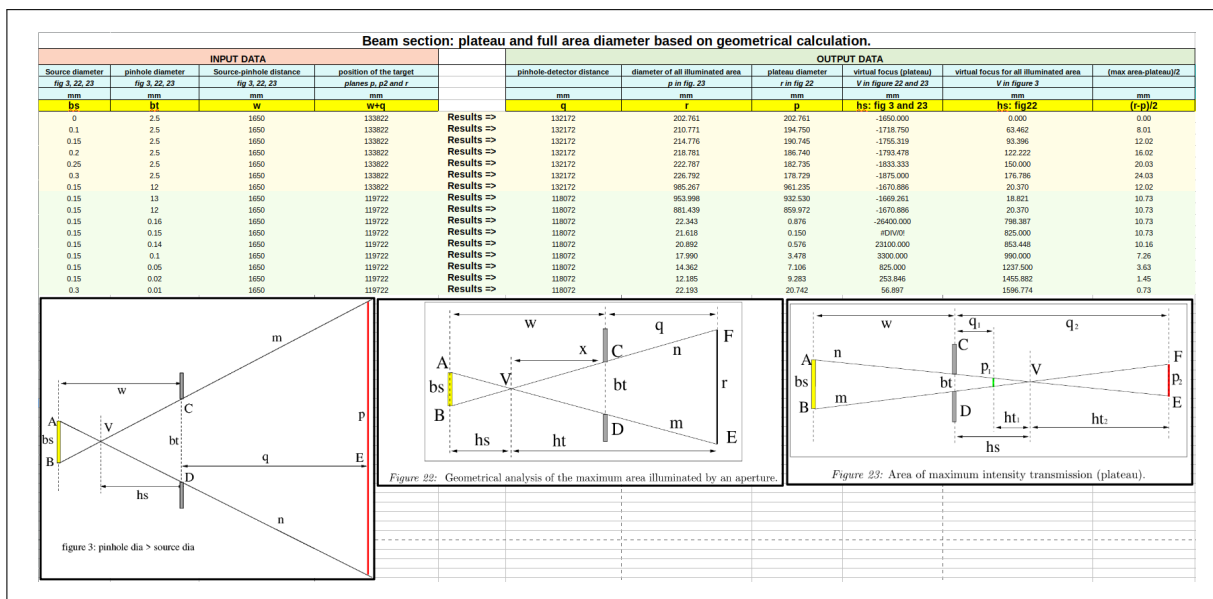 Beam section: plateau and full area diameter based on geometrical calculation.
INPUT DATA OUTPUT DATA
Source diameter pinhole diameter Source-pinhole distance position of the target pinhole-detector distance diameter of all illuminated area plateau diameter virtual focus (plateau) virtual focus for all illuminated area (max area-plateau)/2
fig 3, 22, 23 fig 3, 22, 23 fig 3, 22, 23 planes p, p2 and r p in fig. 23 r in fig 22 V in figure 22 and 23 V in figure 3
mm mm mm mm mm mm mm mm mm mm
bs bt w w+q q r p hs: fig 3 and 23 hs: fig22 (r-p)/2
0 2.5 1650 133822 Results => 132172 202.761 202.761 -1650.000 0.000 0.00
0.1 2.5 1650 133822 Results => 132172 210.771 194.750 -1718.750 63.462 8.01
0.15 2.5 1650 133822 Results => 132172 214.776 190.745 -1755.319 93.396 12.02
0.2 2.5 1650 133822 Results => 132172 218.781 186.740 -1793.478 122.222 16.02
0.25 2.5 1650 133822 Results => 132172 222.787 182.735 -1833.333 150.000 20.03
0.3 2.5 1650 133822 Results => 132172 226.792 178.729 -1875.000 176.786 24.03
0.15 12 1650 133822 Results => 132172 985.267 961.235 -1670.886 20.370 12.02
0.15 13 1650 119722 Results => 118072 953.998 932.530 -1669.261 18.821 10.73
0.15 12 1650 119722 Results => 118072 881.439 859.972 -1670.886 20.370 10.73
0.15 0.16 1650 119722 Results => 118072 22.343 0.876 -26400.000 798.387 10.73
0.15 0.15 1650 119722 Results => 118072 21.618 0.150 #DIV/0! 825.000 10.73
0.15 0.14 1650 119722 Results => 118072 20.892 0.576 23100.000 853.448 10.16
0.15 0.1 1650 119722 Results => 118072 17.990 3.478 3300.000 990.000 7.26
0.15 0.05 1650 119722 Results => 118072 14.362 7.106 825.000 1237.500 3.63
0.15 0.02 1650 119722 Results => 118072 12.185 9.283 253.846 1455.882 1.45
0.3 0.01 1650 119722 Results => 118072 22.193 20.742 56.897 1596.774 0.73
m
w
A
V
C
bs
bt
p
B
q
E
D
hs
n
figure 3: pinhole dia > source dia
w q
F
x C n
A
V
bs bt r
B
m
D
E
hs ht
Figure 22: Geometrical analysis of the maximum area illuminated by an aperture.
w q1 q2
n C
A p1 V F
bs bt p2
B m E
D ht1 ht2
hs
Figure 23: Area of maximum intensity transmission (plateau).